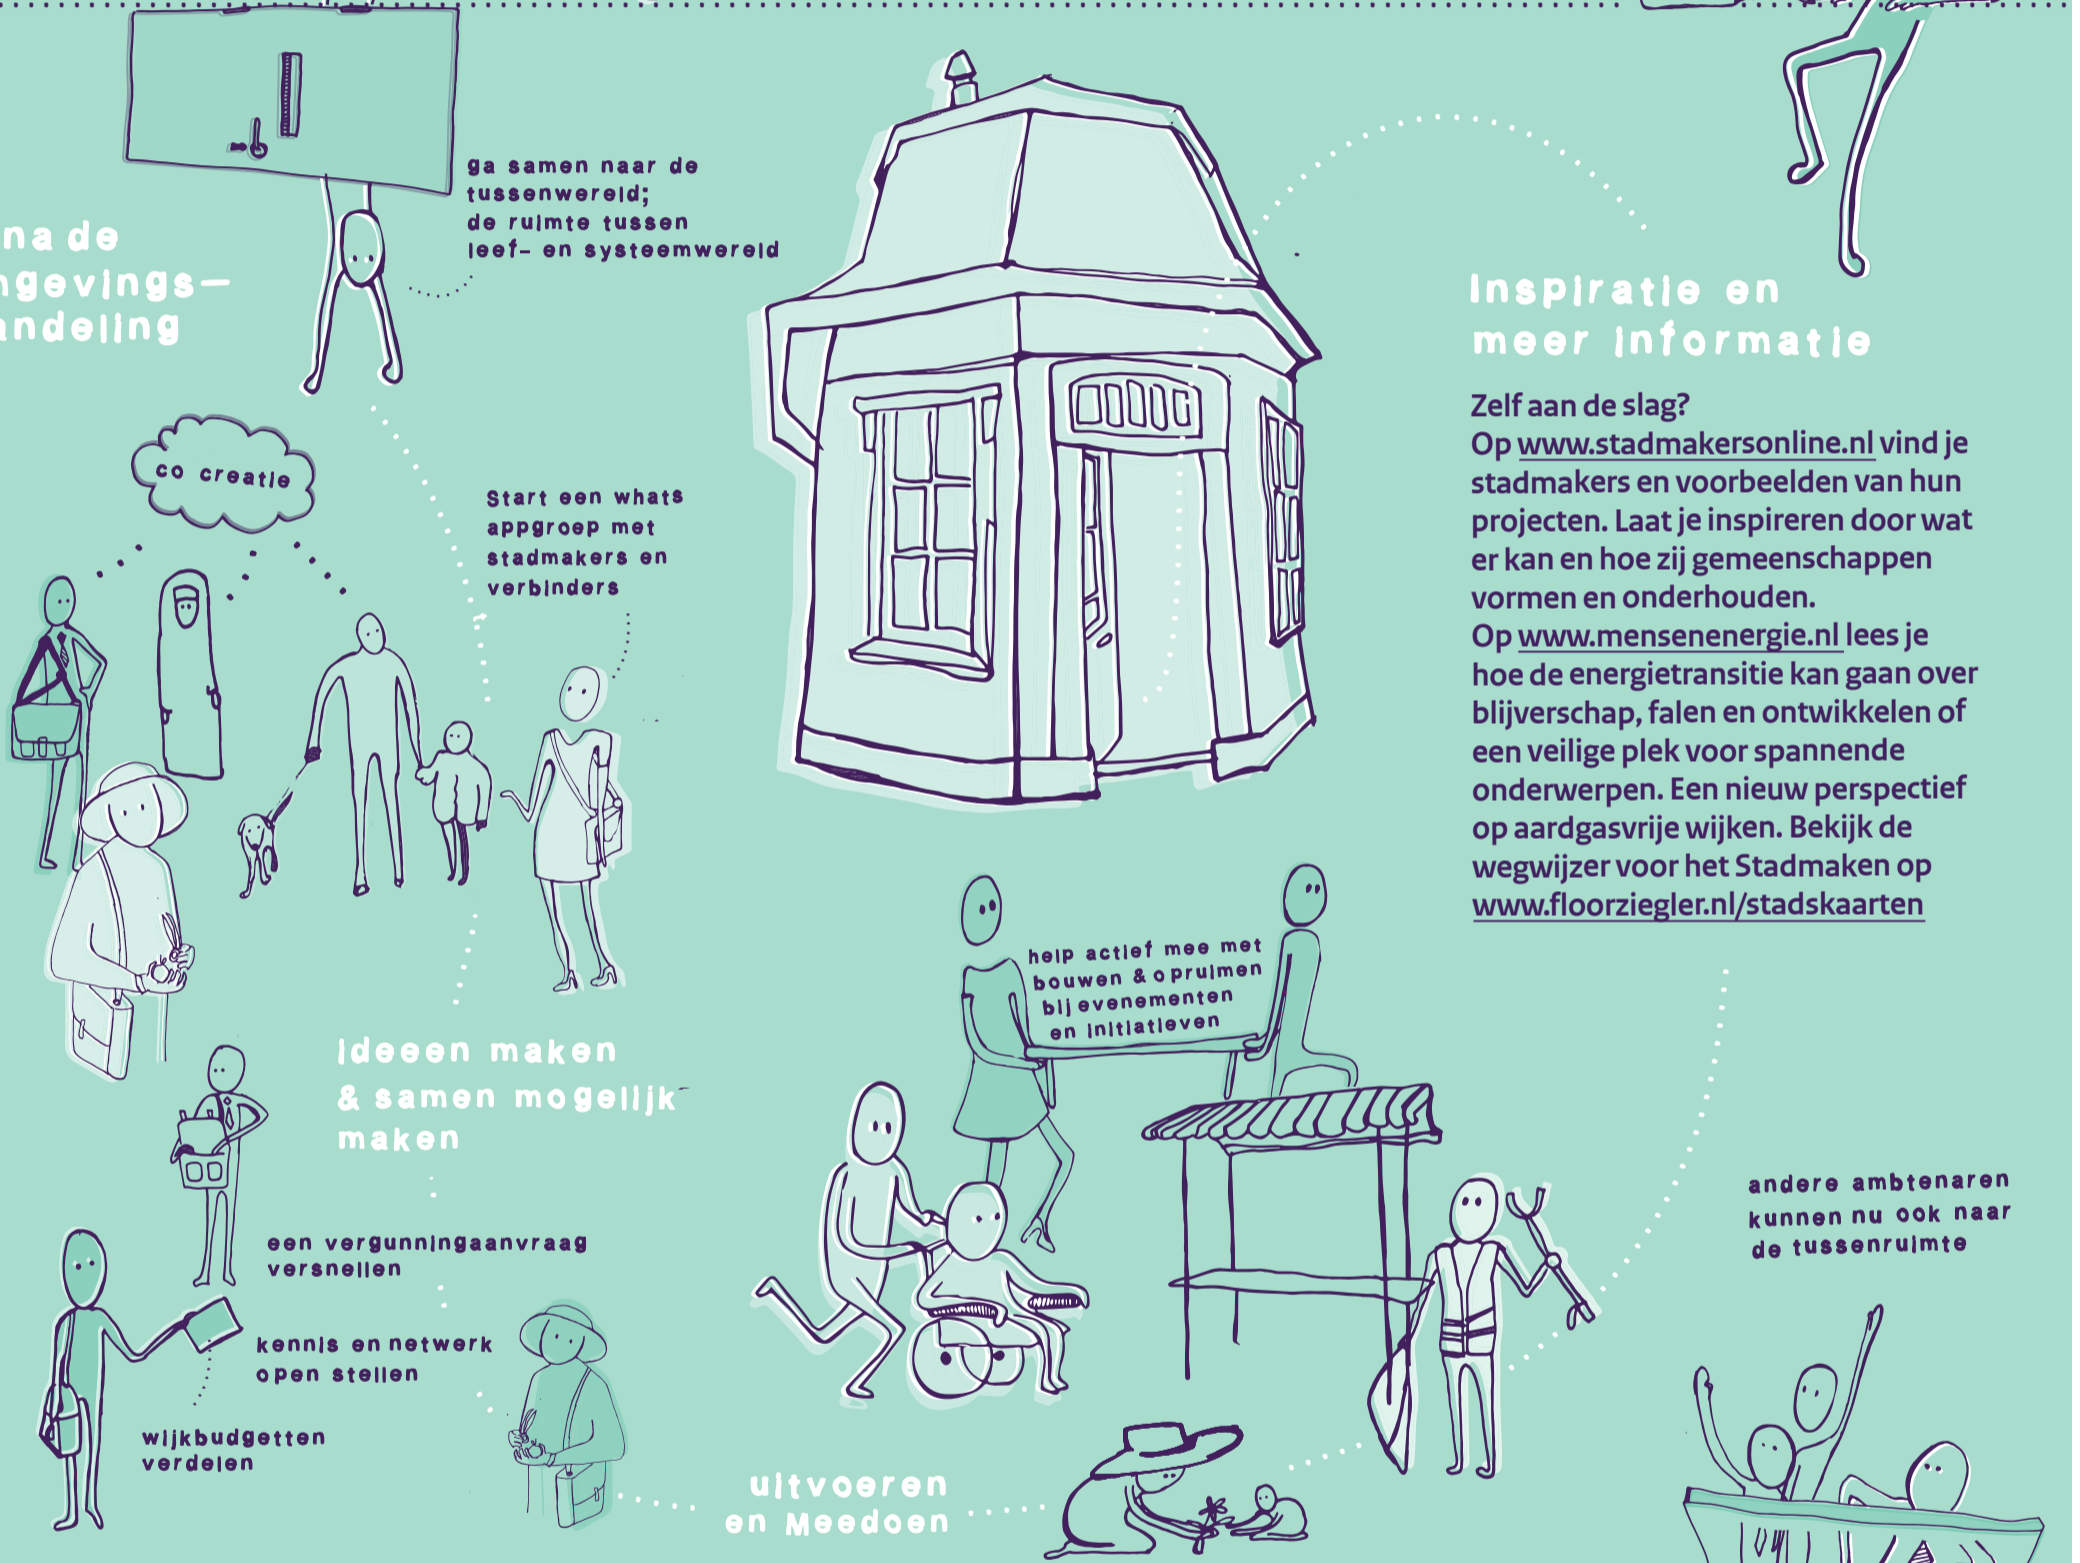 ga samen naar de
tussenwereld;
de ruimte tussen
leef- en systeemwereld
na de
ngevings—
andeling
co creatie
Start een whats
appgroep met
stadmakers en
verbinders
Inspiratie en
meer informatie
Zelf aan de slag?
Op www.stadmakersonline.nl vind je
stadmakers en voorbeelden van hun
projecten. Laat je inspireren door wat
er kan en hoe zij gemeenschappen
vormen en onderhouden.
Op www.mensenenergie.nl lees je
hoe de energietransitie kan gaan over
blijverschap, falen en ontwikkelen of
een veilige plek voor spannende
onderwerpen. Een nieuw perspectief
op aardgasvrije wijken. Bekijk de
wegwijzer voor het Stadmaken op
www.floorziegler.nl/stadskaarten
help actief mee met
bouwen & opruimen
bij evenementen
en initiatieven
ideeen maken
& samen mogelijk
maken
een vergunningaanvraag
versnellen
kennis en netwerk
open stellen
wijkbudgetten
verdelen
uitvoeren
en Meedoen
andere ambtenaren
kunnen nu ook naar
de tussenruimte